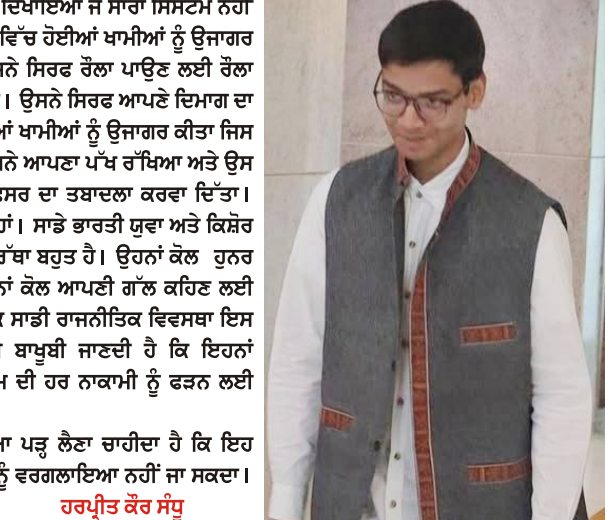 ਦਿਖਾਇਆ ਜੋ ਸਾਰਾ ਸਿਸਟਮ ਨਹੀਂ
ਵਿੱਚ ਹੋਈਆਂ ਖਾਮੀਆਂ ਨੂੰ ਉਜਾਗਰ
ਸਿਰਫ ਰੌਲਾ ਪਾਉਣ ਲਈ ਰੌਲਾ
। ਉਸਨੇ ਸਿਰਫ ਆਪਣੇ ਦਿਮਾਗ ਦਾ
ਖਾਮੀਆਂ ਨੂੰ ਉਜਾਗਰ ਕੀਤਾ ਜਿਸ
ਆਪਣਾ ਪੱਖ ਰੱਖਿਆ ਅਤੇ ਉਸ
ਦਾ ਤਬਾਦਲਾ ਕਰਵਾ ਦਿੱਤਾ।
ਹਾਂ। ਸਾਡੇ ਭਾਰਤੀ ਯੁਵਾ ਅਤੇ ਕਿਸ਼ੋਰ
ਬਹੁਤ ਹੈ। ਉਹਨਾਂ ਕੋਲ ਹੁਨਰ
ਕੋਲ ਆਪਣੀ ਗੱਲ ਕਹਿਣ ਲਈ
ਸਾਡੀ ਰਾਜਨੀਤਿਕ ਵਿਵਸਥਾ ਇਸ
ਬਾਖੂਬੀ ਜਾਣਦੀ ਹੈ ਕਿ ਇਹਨਾਂ
ਦੀ ਹਰ ਨਾਕਾਮੀ ਨੂੰ ਫੜਨ ਲਈ
ਪੜ੍ਹ ਲੈਣਾ ਚਾਹੀਦਾ ਹੈ ਕਿ ਇਹ
ਨੂੰ ਵਰਗਲਾਇਆ ਨਹੀਂ ਜਾ ਸਕਦਾ।
ਹਰਪ੍ਰੀਤ ਕੌਰ ਸੰਧੂ